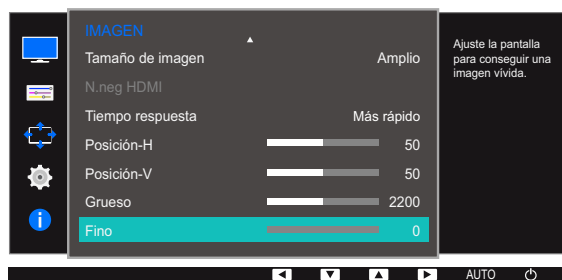 IMAGEN
Tamaño de imagen Amplio
N.neg HDMI
Tiempo respuesta Más rápido
Posición-H 50
Posición-V 50
Grueso 2200
Fino 0
Ajuste la pantalla
para conseguir una
imagen vívida.
AUTO